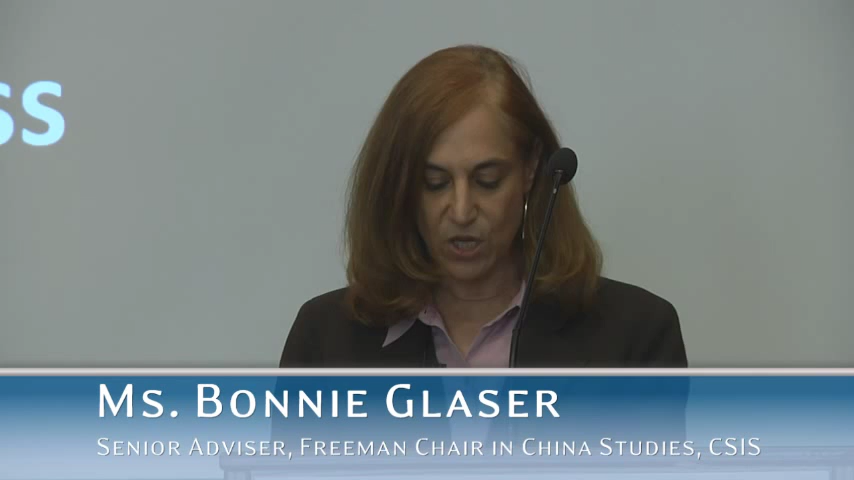 ss
Ms. Bonnie Glaser
Senior Adviser, Freeman Chair in China Studies, CSIS